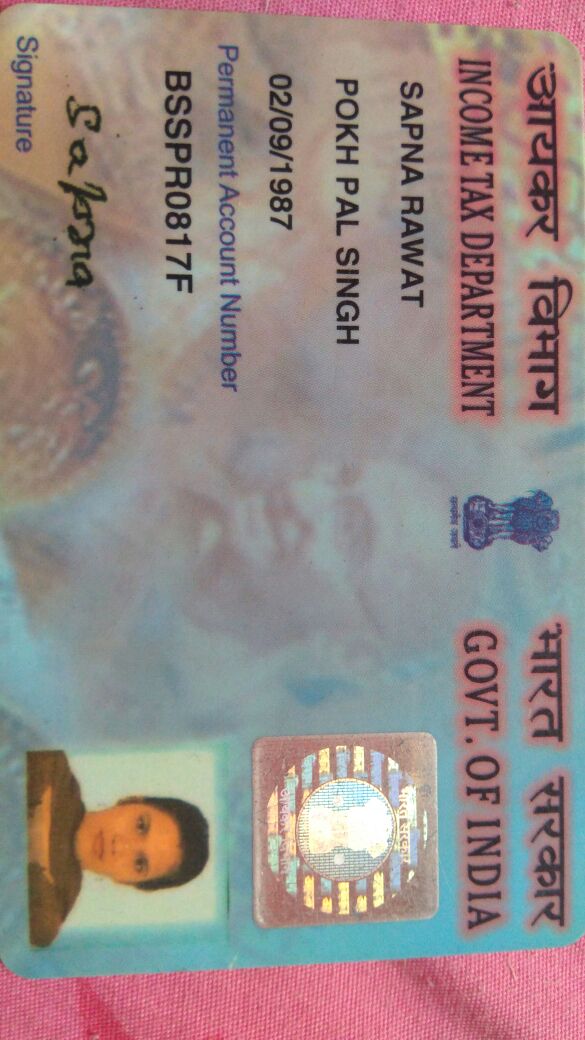 आयकर विभाग
भारत सरकार
INCOME TAX DEPARTMENT
GOVT. OF INDIA
सत्यमेव जयते
SAPNA RAWAT
भारत सरकार
POKH PAL SINGH
आयकर विभाग
02/09/1987
Permanent Account Number
BSSPR0817F
Sapna
Signature